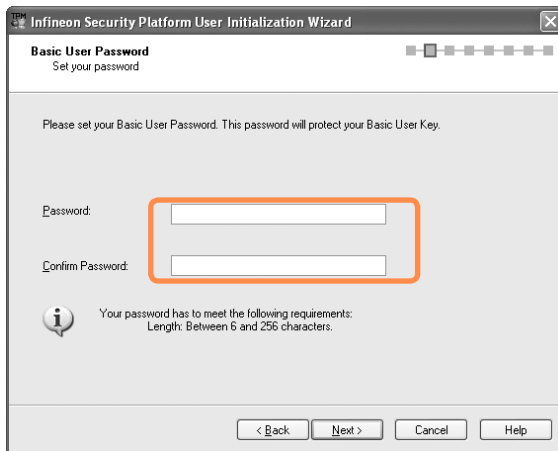 TPM
Infineon Security Platform User Initialization Wizard
Basic User Password
Set your password
Please set your Basic User Password. This password will protect your Basic User Key.
Password:
Confirm Password:
Your password has to meet the following requirements:
Length: Between 6 and 256 characters.
< Back Next > Cancel Help